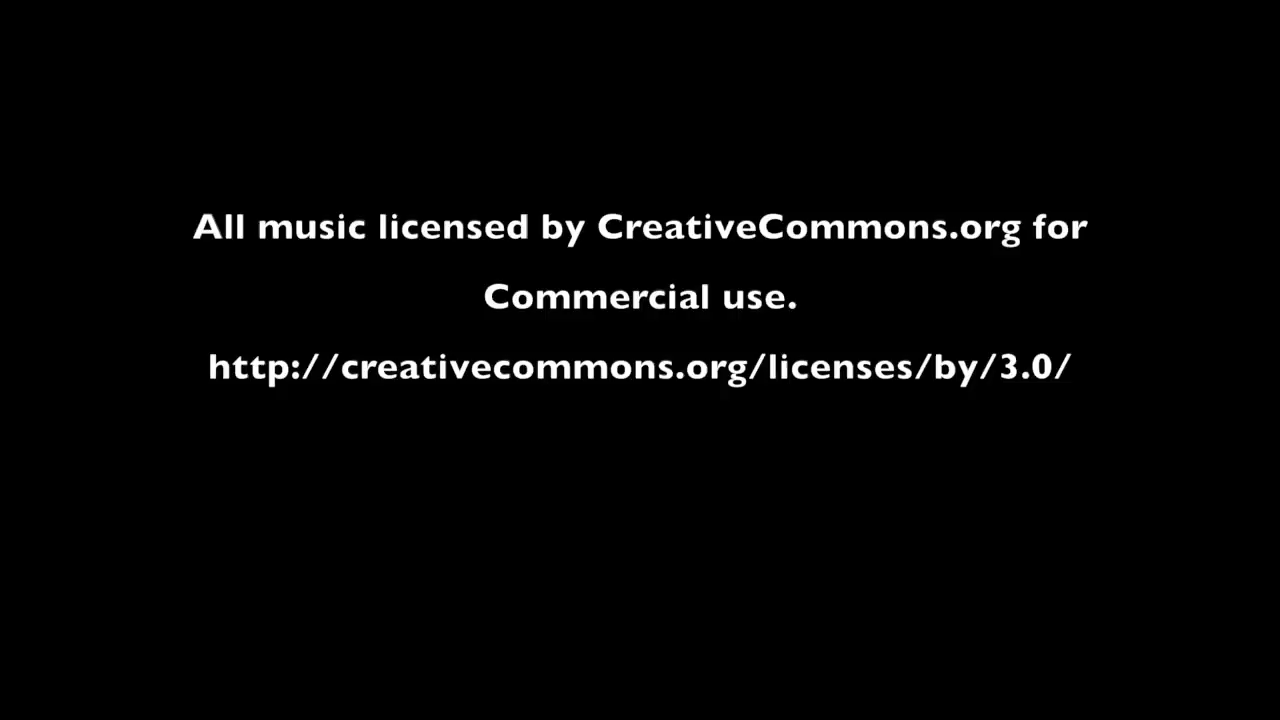 All music licensed by CreativeCommons.org for
Commercial use.
http://creativecommons.org/licenses/by/3.0/